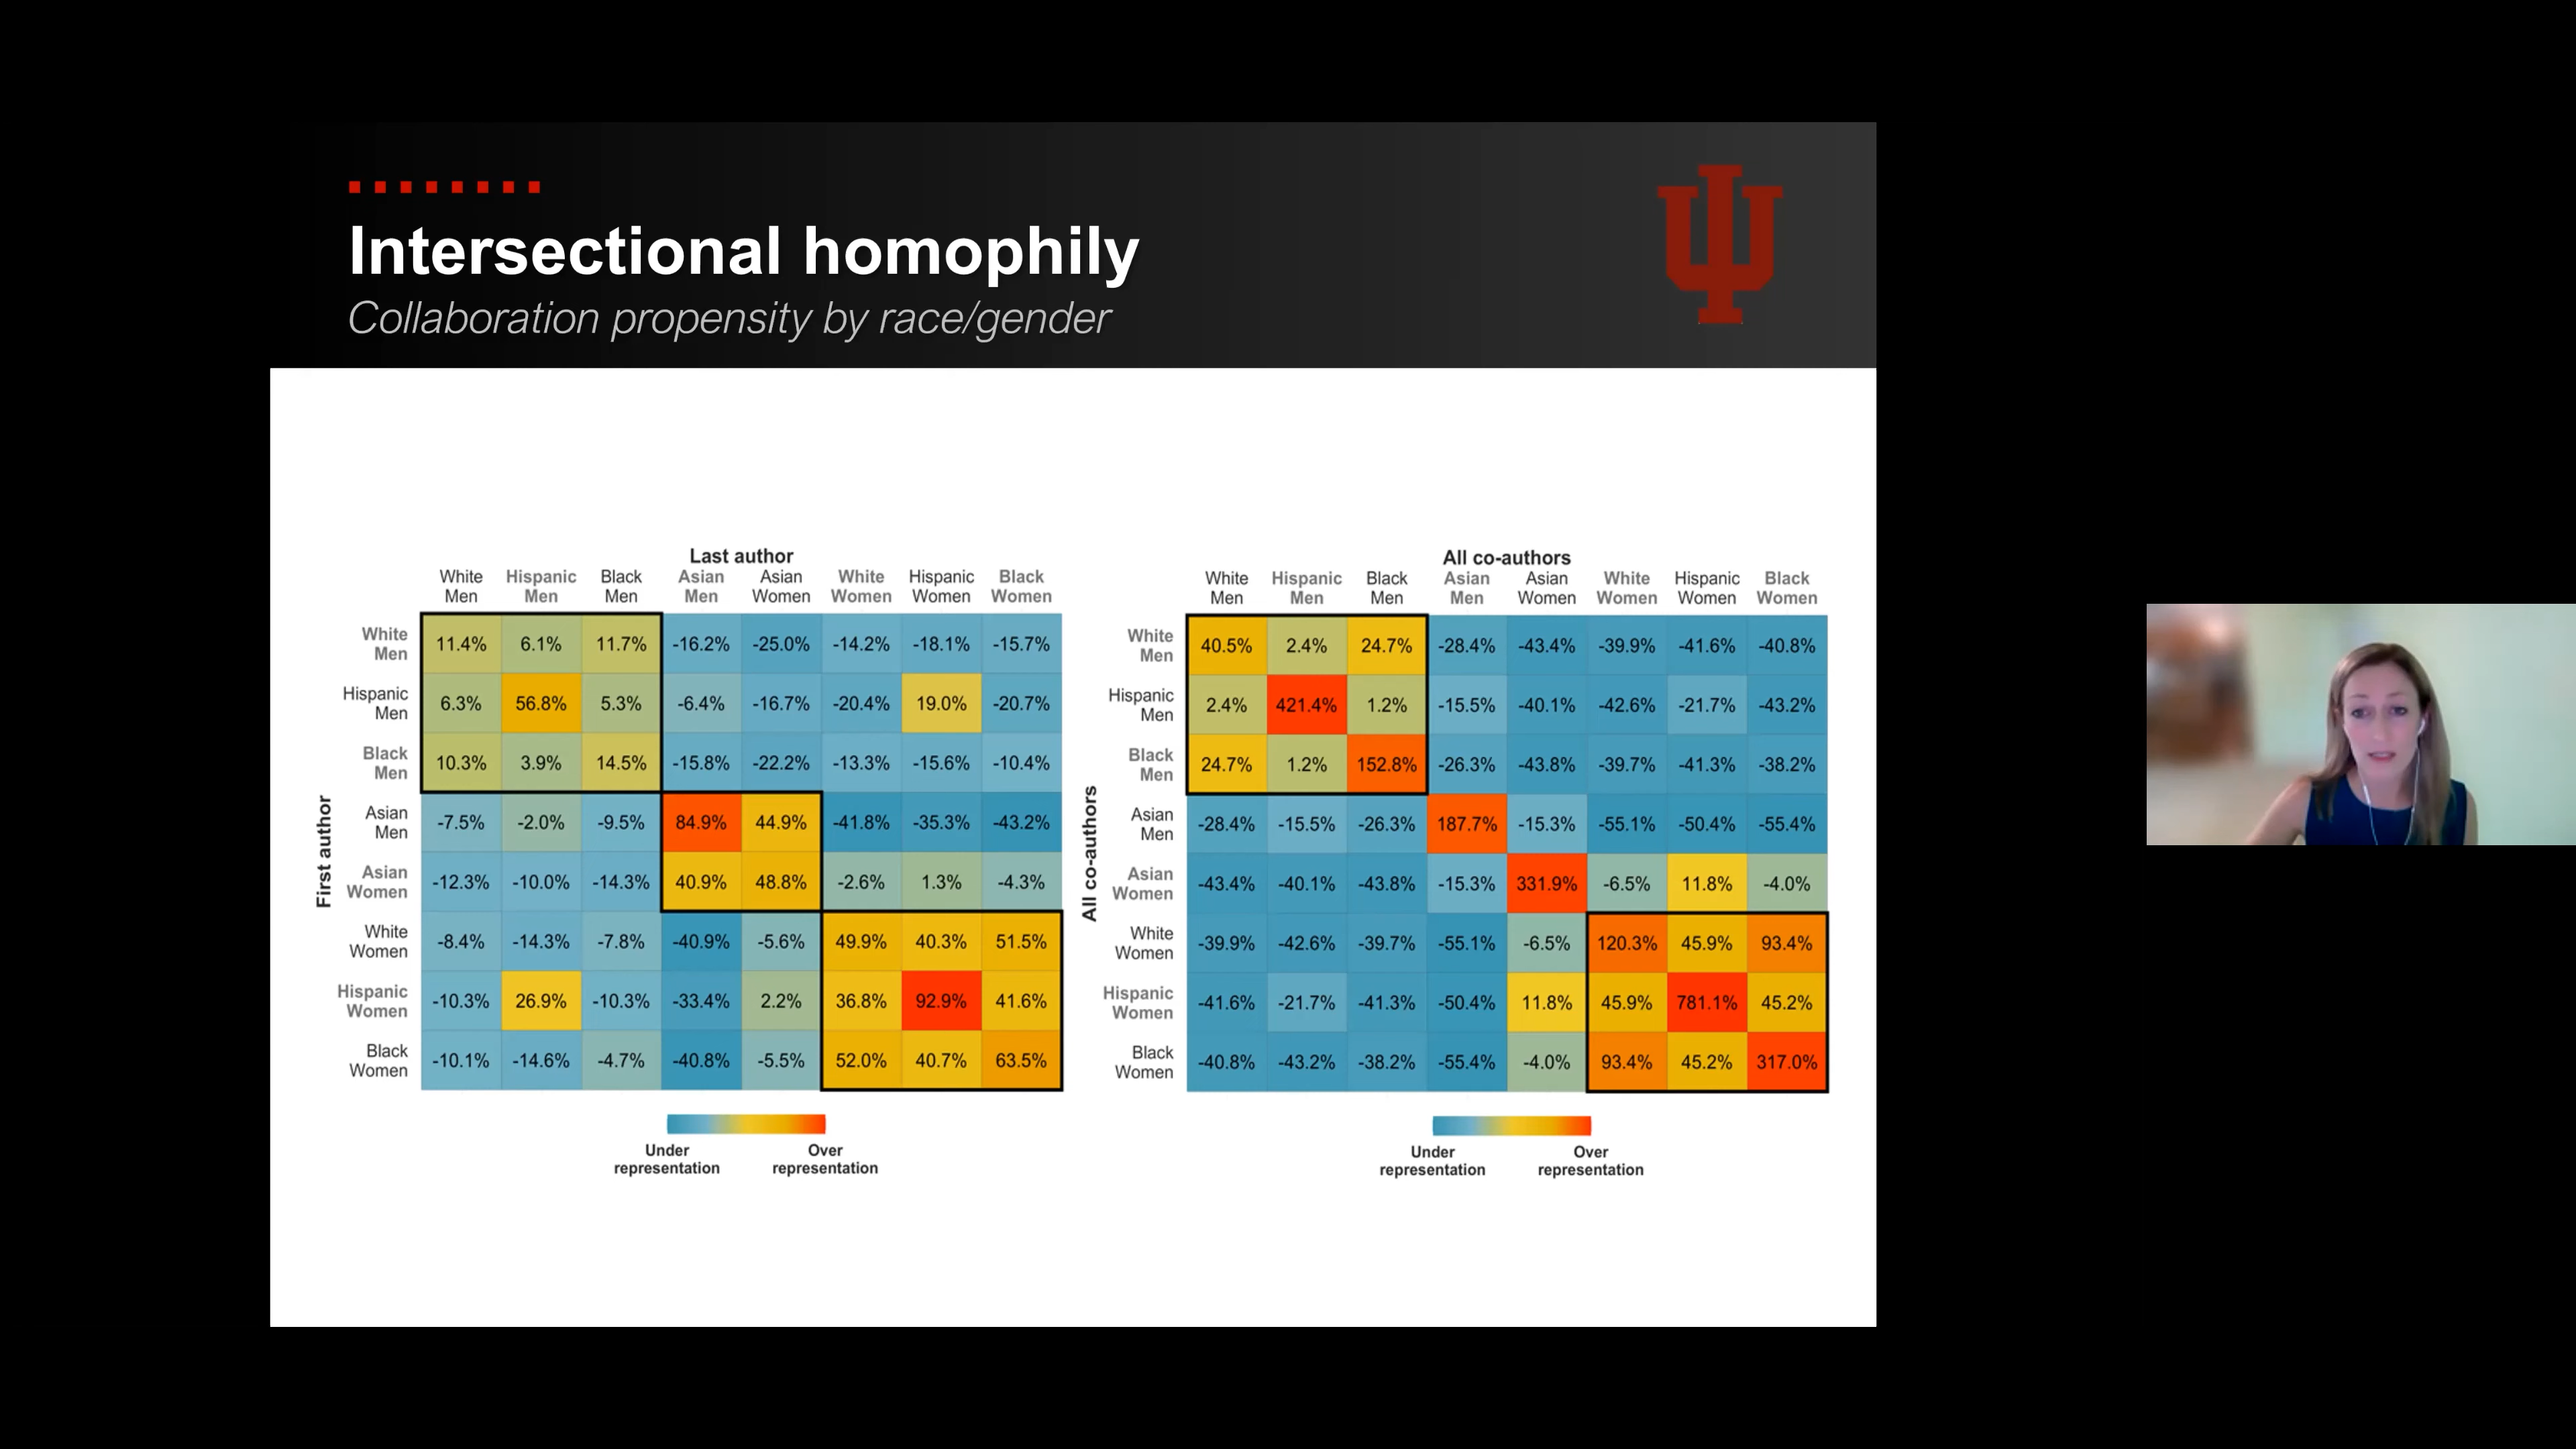 Intersectional homophily
Collaboration propensity by race/gender
Last author
White Men Hispanic Men Black Men Asian Men Asian Women White Women Hispanic Women Black Women
First author
White Men 11.4% 6.1% 11.7% -16.2% -25.0% -14.2% -18.1% -15.7%
Hispanic Men 6.3% 56.8% 5.3% -6.4% -16.7% -20.4% 19.0% -20.7%
Black Men 10.3% 3.9% 14.5% -15.8% -22.2% -13.3% -15.6% -10.4%
Asian Men -7.5% -2.0% -9.5% 84.9% 44.9% -41.8% -35.3% -43.2%
Asian Women -12.3% -10.0% -14.3% 40.9% 48.8% -2.6% 1.3% -4.3%
White Women -8.4% -14.3% -7.8% -40.9% -5.6% 49.9% 40.3% 51.5%
Hispanic Women -10.3% 26.9% -10.3% -33.4% 2.2% 36.8% 92.9% 41.6%
Black Women -10.1% -14.6% -4.7% -40.8% -5.5% 52.0% 40.7% 63.5%
Under representation
Over representation
All co-authors
White Men Hispanic Men Black Men Asian Men Asian Women White Women Hispanic Women Black Women
All co-authors
White Men 40.5% 2.4% 24.7% -28.4% -43.4% -39.9% -41.6% -40.8%
Hispanic Men 2.4% 421.4% 1.2% -15.5% -40.1% -42.6% -21.7% -43.2%
Black Men 24.7% 1.2% 152.8% -26.3% -43.8% -39.7% -41.3% -38.2%
Asian Men -28.4% -15.5% -26.3% 187.7% -15.3% -55.1% -50.4% -55.4%
Asian Women -43.4% -40.1% -43.8% -15.3% 331.9% -6.5% 11.8% -4.0%
White Women -39.9% -42.6% -39.7% -55.1% -6.5% 120.3% 45.9% 93.4%
Hispanic Women -41.6% -21.7% -41.3% -50.4% 11.8% 45.9% 781.1% 45.2%
Black Women -40.8% -43.2% -38.2% -55.4% -4.0% 93.4% 45.2% 317.0%
Under representation
Over representation